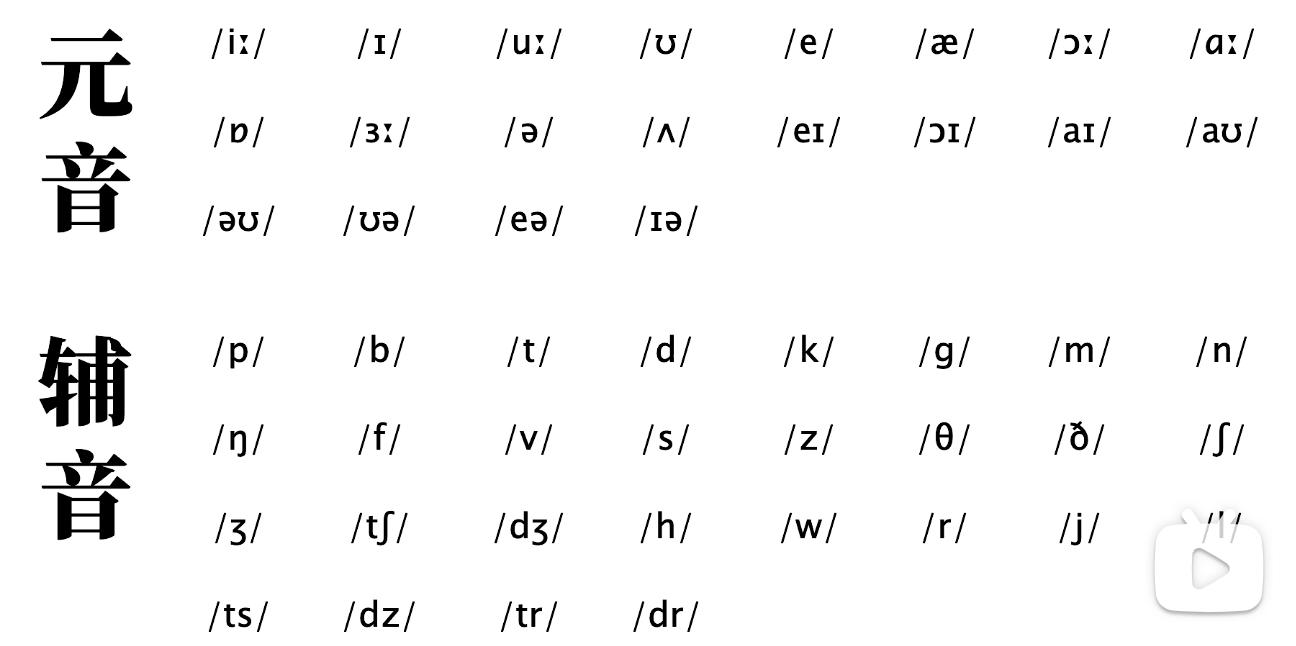 元音
/iː/ /ɪ/ /uː/ /ʊ/ /e/ /æ/ /ɔː/ /ɑː/
/ɒ/ /ɜː/ /ə/ /ʌ/ /eɪ/ /ɔɪ/ /aɪ/ /aʊ/
/əʊ/ /ʊə/ /eə/ /ɪə/
辅音
/p/ /b/ /t/ /d/ /k/ /g/ /m/ /n/
/ŋ/ /f/ /v/ /s/ /z/ /θ/ /ð/ /ʃ/
/ʒ/ /tʃ/ /dʒ/ /h/ /w/ /r/ /j/ /l/
/ts/ /dz/ /tr/ /dr/